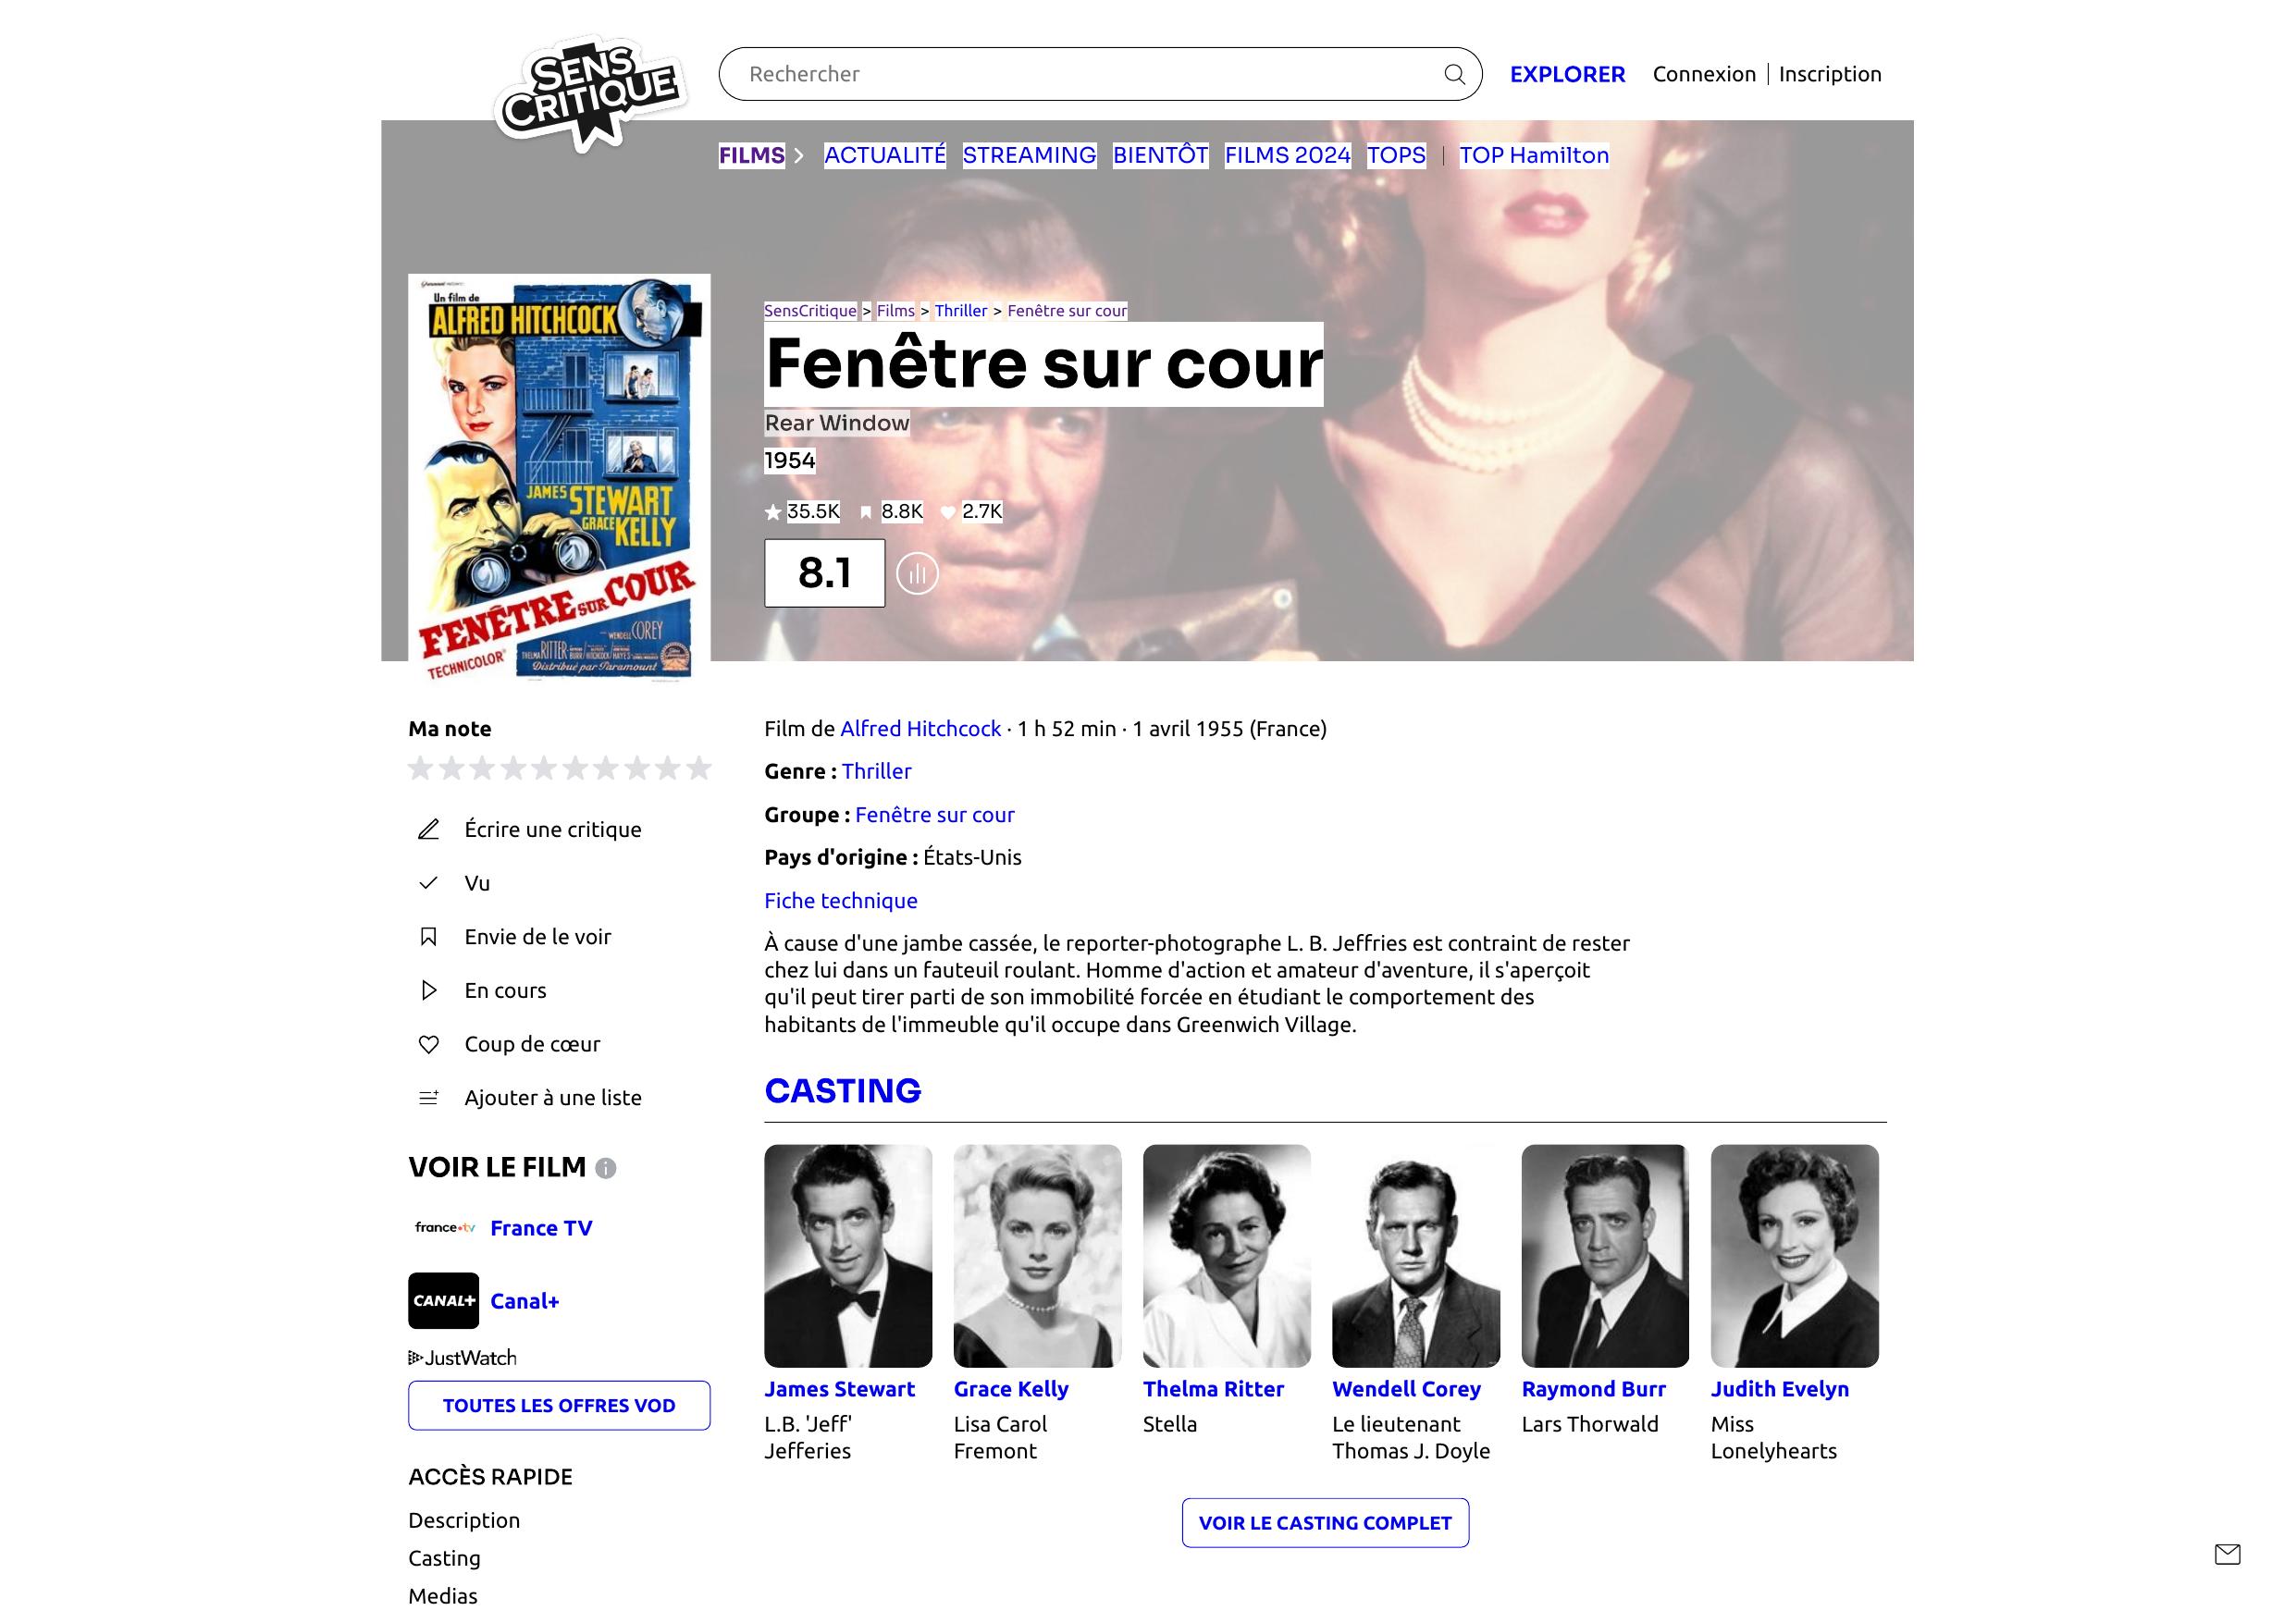 SENS
CRITIQUE
Rechercher
EXPLORER
Connexion
Inscription
FILMS
ACTUALITÉ
STREAMING
BIENTÔT
FILMS 2024
TOPS
TOP Hamilton
Un film de
ALFRED HITCHCOCK
JAMES STEWART
GRACE KELLY
FENÊTRE SUR COUR
TECHNICOLOR
WENDELL COREY
THELMA RITTER
Distribué par Paramount
SensCritique > Films > Thriller > Fenêtre sur cour
Fenêtre sur cour
Rear Window
1954
35.5K 8.8K 2.7K
8.1
Ma note
Écrire une critique
Vu
Envie de le voir
En cours
Coup de cœur
Ajouter à une liste
VOIR LE FILM
france•tv France TV
CANAL+ Canal+
JustWatch
TOUTES LES OFFRES VOD
ACCÈS RAPIDE
Description
Casting
Medias
Film de Alfred Hitchcock · 1 h 52 min · 1 avril 1955 (France)
Genre : Thriller
Groupe : Fenêtre sur cour
Pays d'origine : États-Unis
Fiche technique
À cause d'une jambe cassée, le reporter-photographe L. B. Jeffries est contraint de rester
chez lui dans un fauteuil roulant. Homme d'action et amateur d'aventure, il s'aperçoit
qu'il peut tirer parti de son immobilité forcée en étudiant le comportement des
habitants de l'immeuble qu'il occupe dans Greenwich Village.
CASTING
James Stewart
L.B. 'Jeff'
Jefferies
Grace Kelly
Lisa Carol
Fremont
Thelma Ritter
Stella
Wendell Corey
Le lieutenant
Thomas J. Doyle
Raymond Burr
Lars Thorwald
Judith Evelyn
Miss
Lonelyhearts
VOIR LE CASTING COMPLET